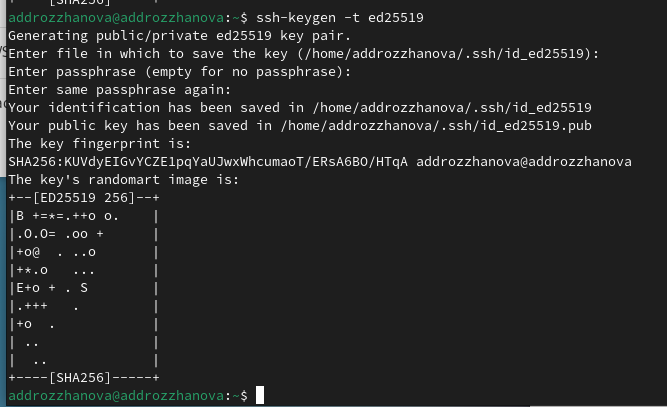 +----[SHA256]-----+
addrozzhanova@addrozzhanova:~$ ssh-keygen -t ed25519
Generating public/private ed25519 key pair.
Enter file in which to save the key (/home/addrozzhanova/.ssh/id_ed25519):
Enter passphrase (empty for no passphrase):
Enter same passphrase again:
Your identification has been saved in /home/addrozzhanova/.ssh/id_ed25519
Your public key has been saved in /home/addrozzhanova/.ssh/id_ed25519.pub
The key fingerprint is:
SHA256:KUVdyEIGvYCZE1pqYaUJwxWhcumaoT/ERsA6BO/HTqA addrozzhanova@addrozzhanova
The key's randomart image is:
+--[ED25519 256]--+
|B +=*=.++o o.    |
|.O.O= .oo +      |
|+o@  . ..o       |
|+*.o   ...       |
|E+o + . S        |
|.+++   .         |
|+o  .            |
| ..              |
|  ..             |
+----[SHA256]-----+
addrozzhanova@addrozzhanova:~$